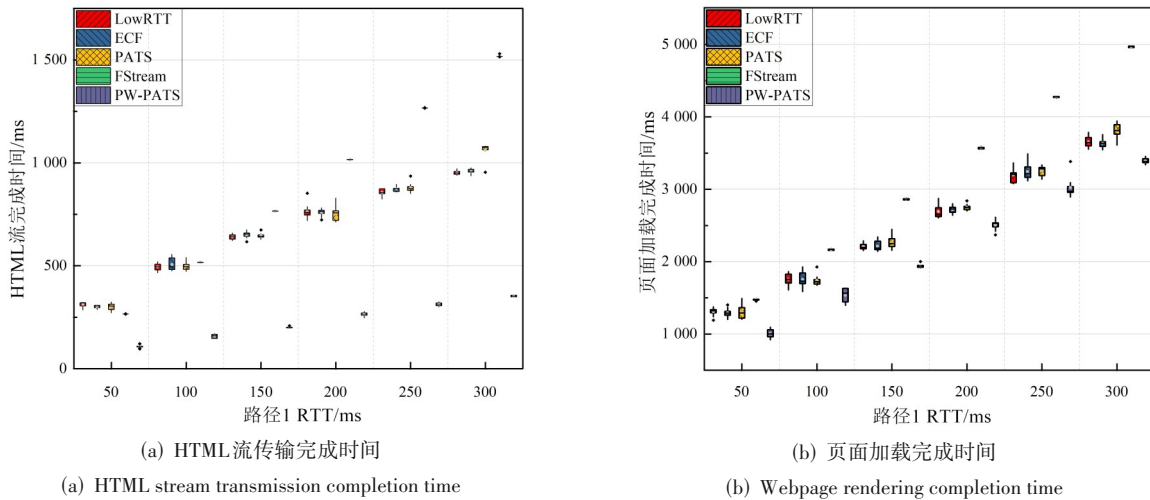 LowRTT
ECF
PATS
FStream
PW-PATS
1 500
1 000
500
0
HTML流完成时间/ms
50 100 150 200 250 300
路径1 RTT/ms
(a) HTML流传输完成时间
(a) HTML stream transmission completion time
LowRTT
ECF
PATS
FStream
PW-PATS
5 000
4 000
3 000
2 000
1 000
页面加载完成时间/ms
50 100 150 200 250 300
路径1 RTT/ms
(b) 页面加载完成时间
(b) Webpage rendering completion time